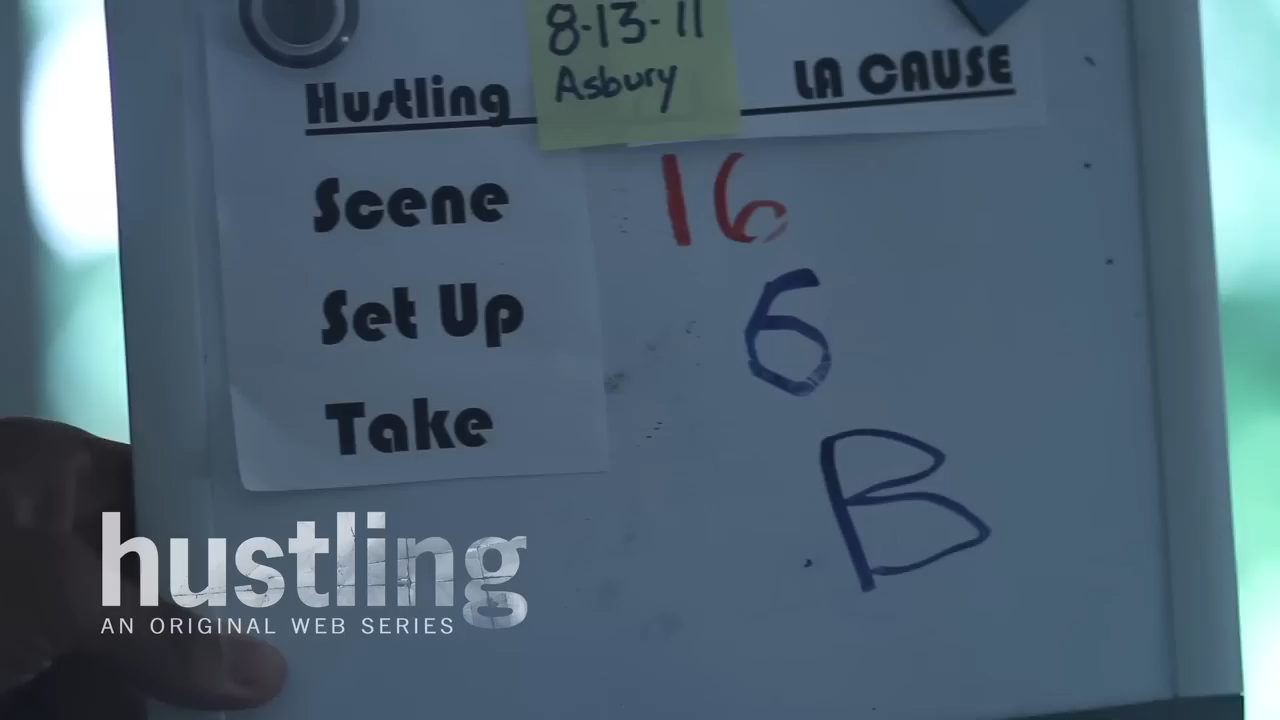 8-13-11
Asbury
Hustling LA CAUSE
Scene 16
Set Up 6
Take B
hustling
AN ORIGINAL WEB SERIES